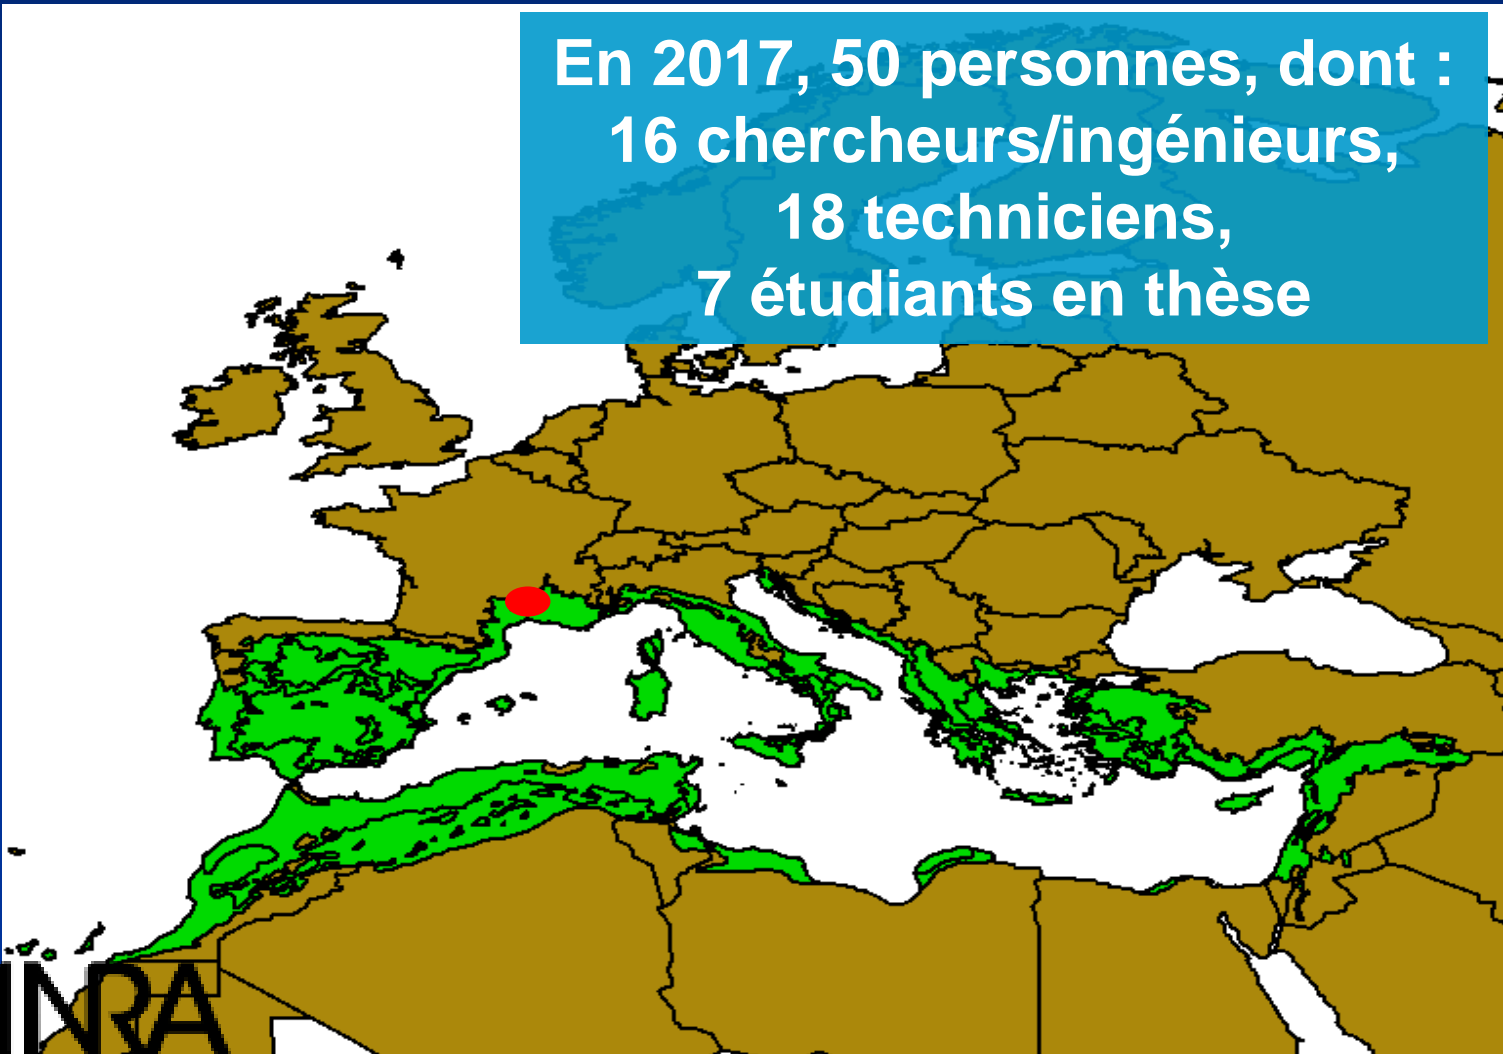 En 2017, 50 personnes, dont :
16 chercheurs/ingénieurs,
18 techniciens,
7 étudiants en thèse
INRA